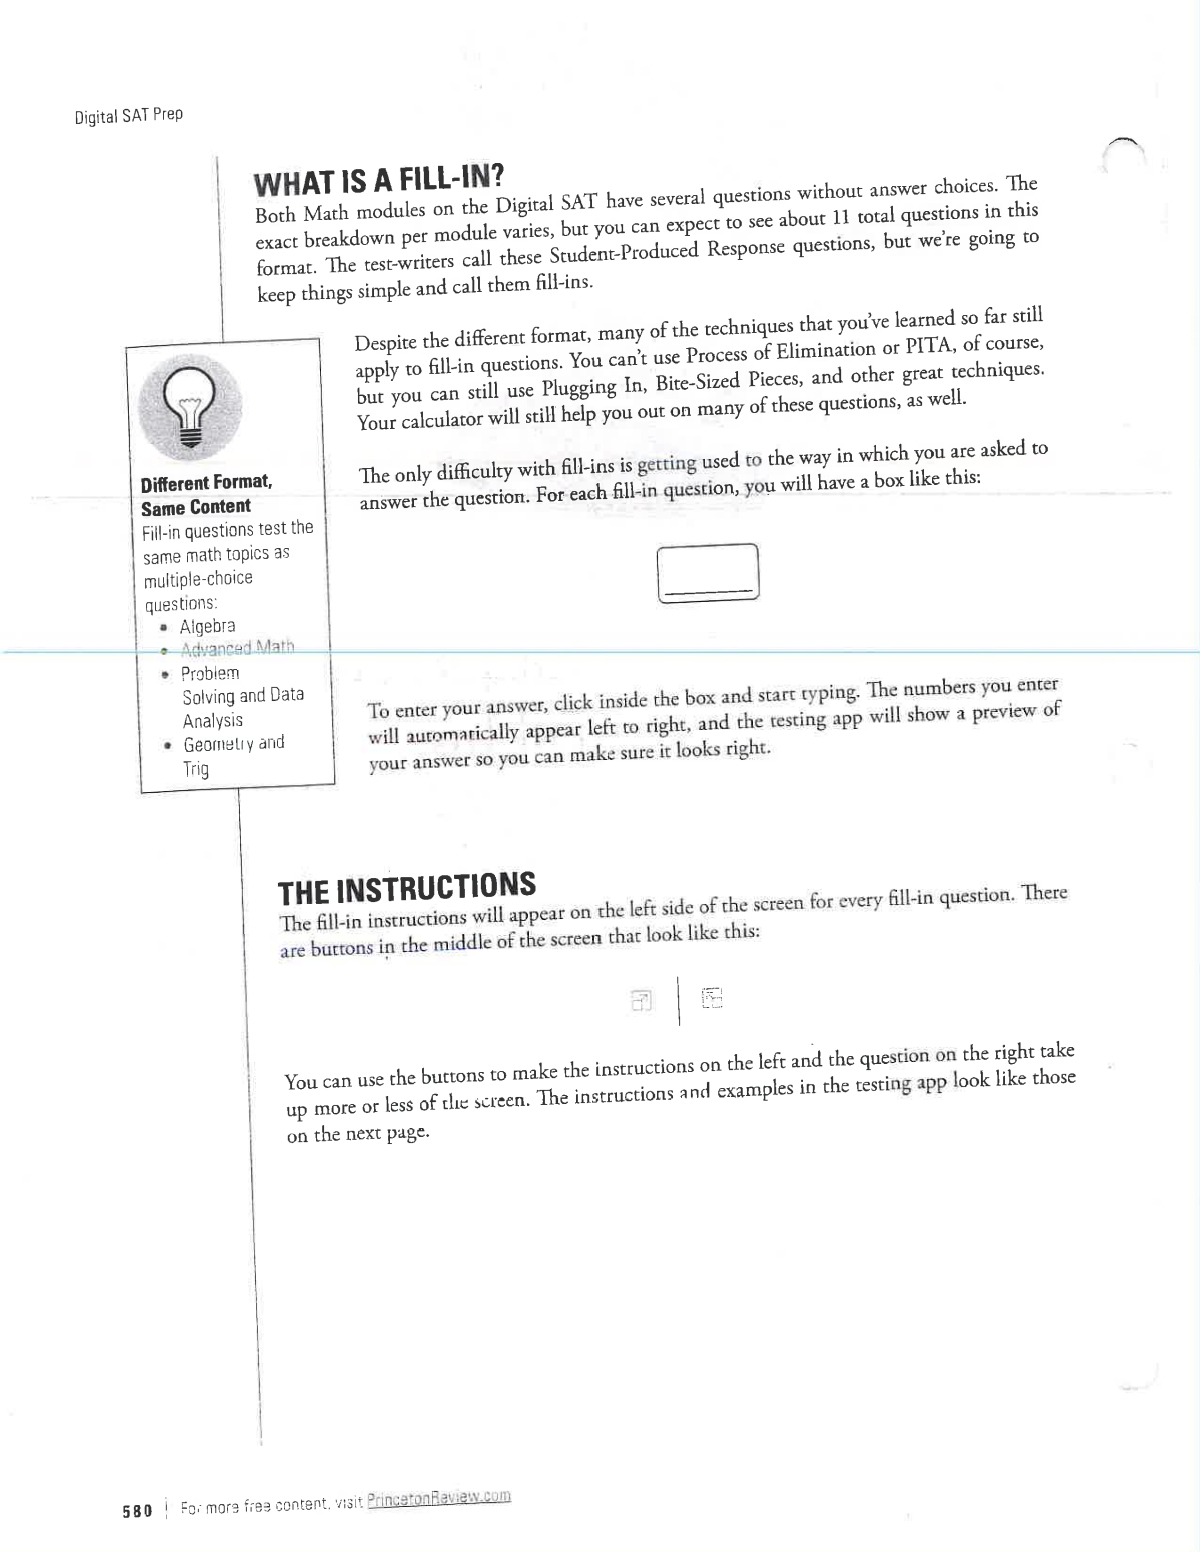 Digital SAT Prep
WHAT IS A FILL-IN?
Both Math modules on the Digital SAT have several questions without answer choices. The
exact breakdown per module varies, but you can expect to see about 11 total questions in this
format. The test-writers call these Student-Produced Response questions, but we're going to
keep things simple and call them fill-ins.
Despite the different format, many of the techniques that you've learned so far still
apply to fill-in questions. You can't use Process of Elimination or PITA, of course,
but you can still use Plugging In, Bite-Sized Pieces, and other great techniques.
Your calculator will still help you out on many of these questions, as well.
The only difficulty with fill-ins is getting used to the way in which you are asked to
answer the question. For each fill-in question, you will have a box like this:
Different Format,
Same Content
Fill-in questions test the
same math topics as
multiple-choice
questions:
• Algebra
• Advanced Math
• Problem
Solving and Data
Analysis
• Geometry and
Trig
To enter your answer, click inside the box and start typing. The numbers you enter
will automatically appear left to right, and the testing app will show a preview of
your answer so you can make sure it looks right.
THE INSTRUCTIONS
The fill-in instructions will appear on the left side of the screen for every fill-in question. There
are buttons in the middle of the screen that look like this:
You can use the buttons to make the instructions on the left and the question on the right take
up more or less of the screen. The instructions and examples in the testing app look like those
on the next page.
580 | For more free content, visit PrincetonReview.com